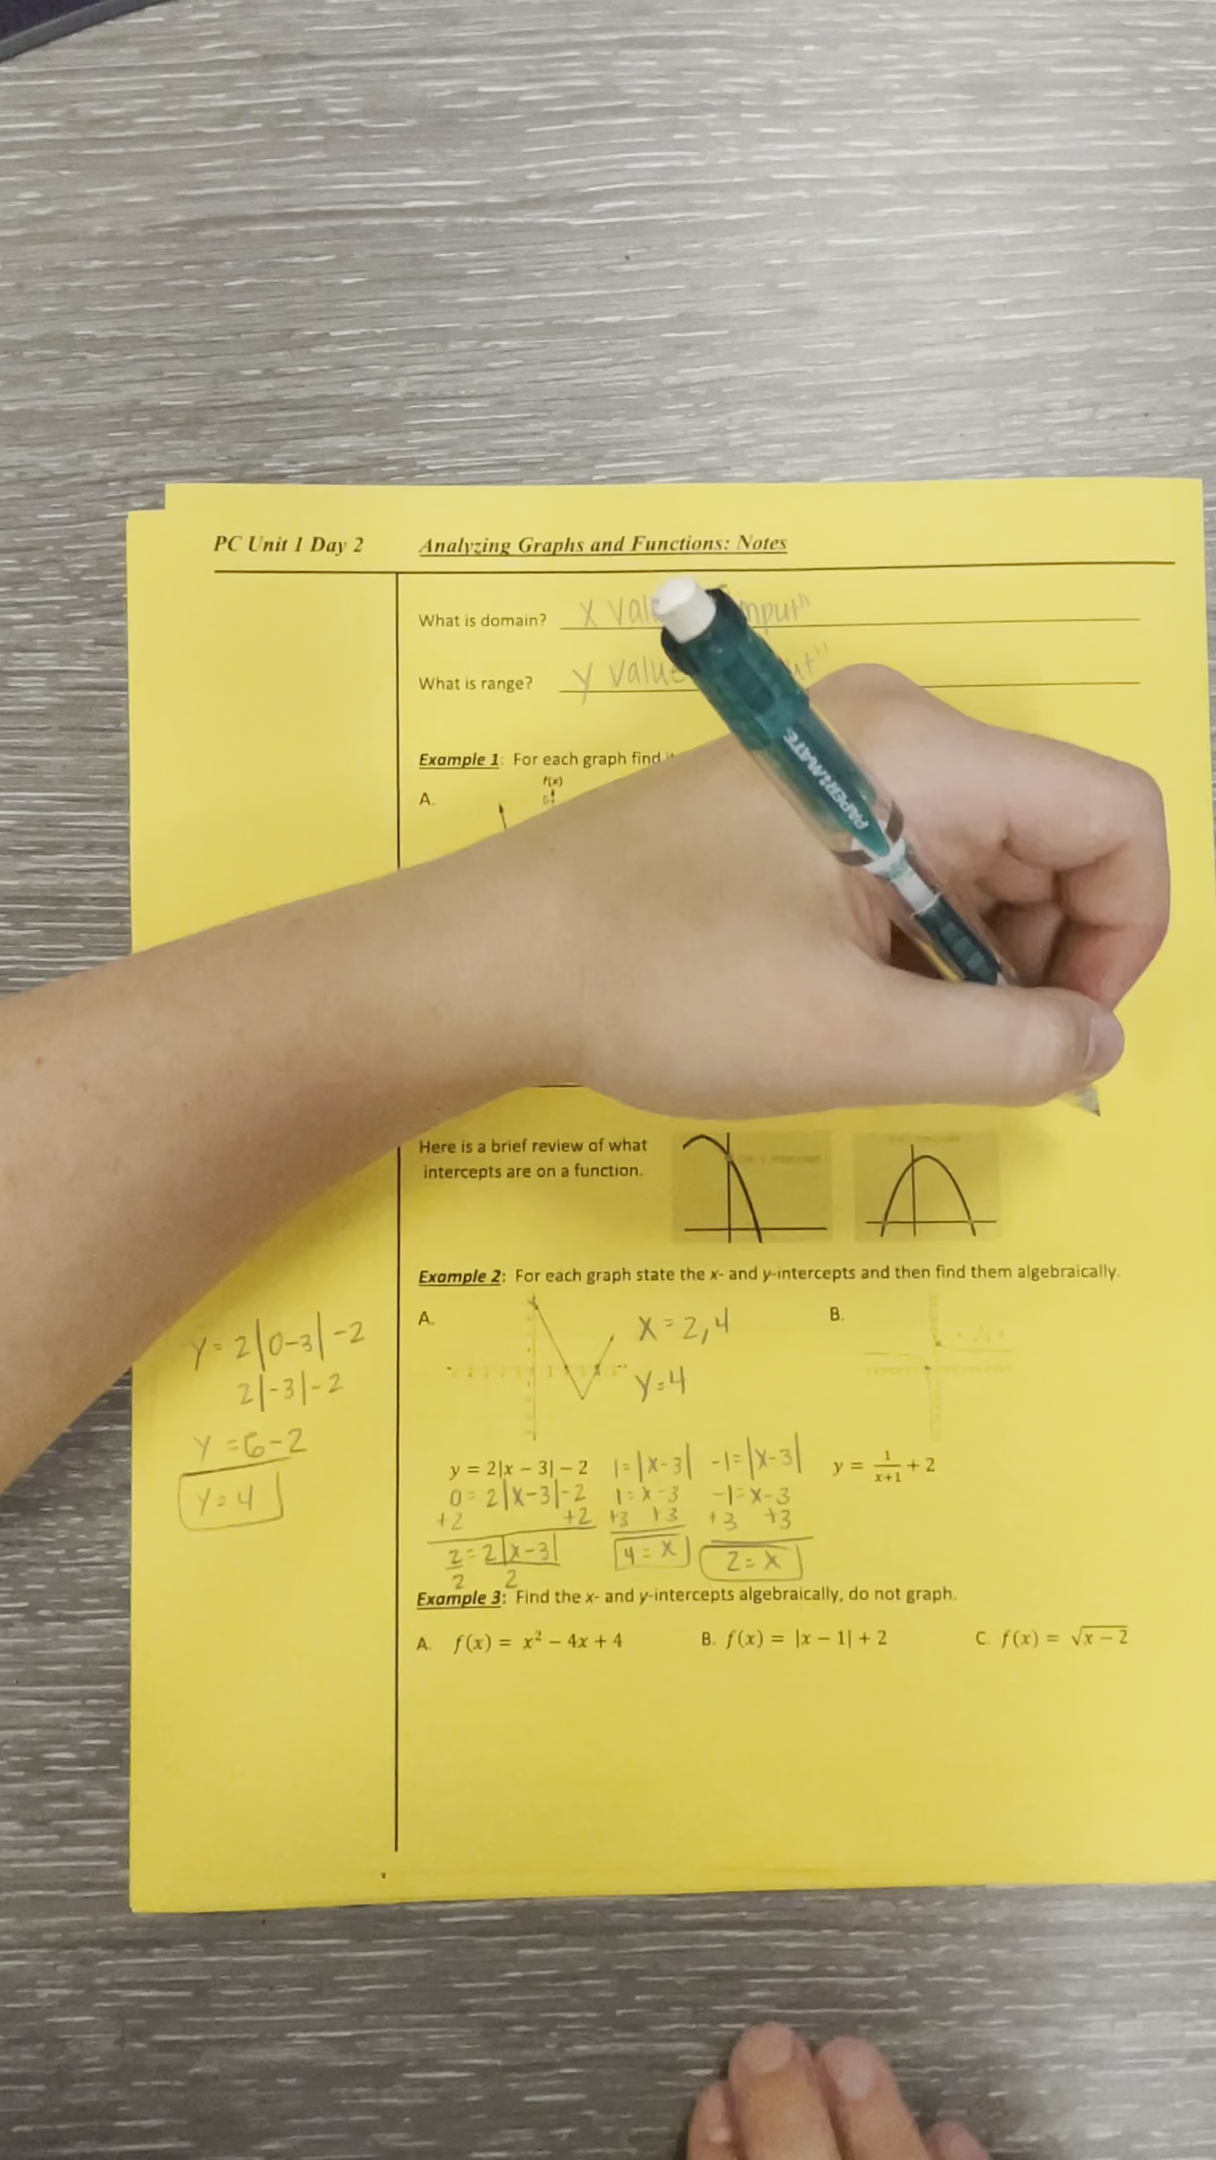 PC Unit 1 Day 2
Analyzing Graphs and Functions: Notes
What is domain? X
What is range? y value
PAPER:MATE
Example 1: For each graph find
A.
f(x)
Here is a brief review of what
intercepts are on a function.
Example 2: For each graph state the x- and y-intercepts and then find them algebraically.
A.
X = 2, 4
y = 4
B.
y = 2|0-3| -2
2|-3| -2
y = 6-2
y = 4
y = 2|x − 3| − 2
0 = 2|x-3|-2
+2 +2
2 = 2|x-3|
2 2
1 = |x-3|
1 = x-3
+3 +3
4 = x
-1 = |x-3|
-1 = x-3
+3 +3
2 = x
y = 1/(x+1) + 2
Example 3: Find the x- and y-intercepts algebraically, do not graph.
A. f(x) = x² − 4x + 4
B. f(x) = |x − 1| + 2
C. f(x) = √(x − 2)